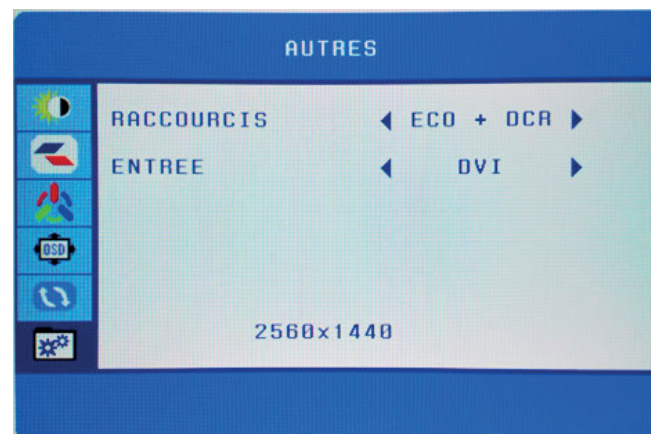 AUTRES
RACCOURCIS ECO + DCR
ENTREE DVI
OSD
2560x1440